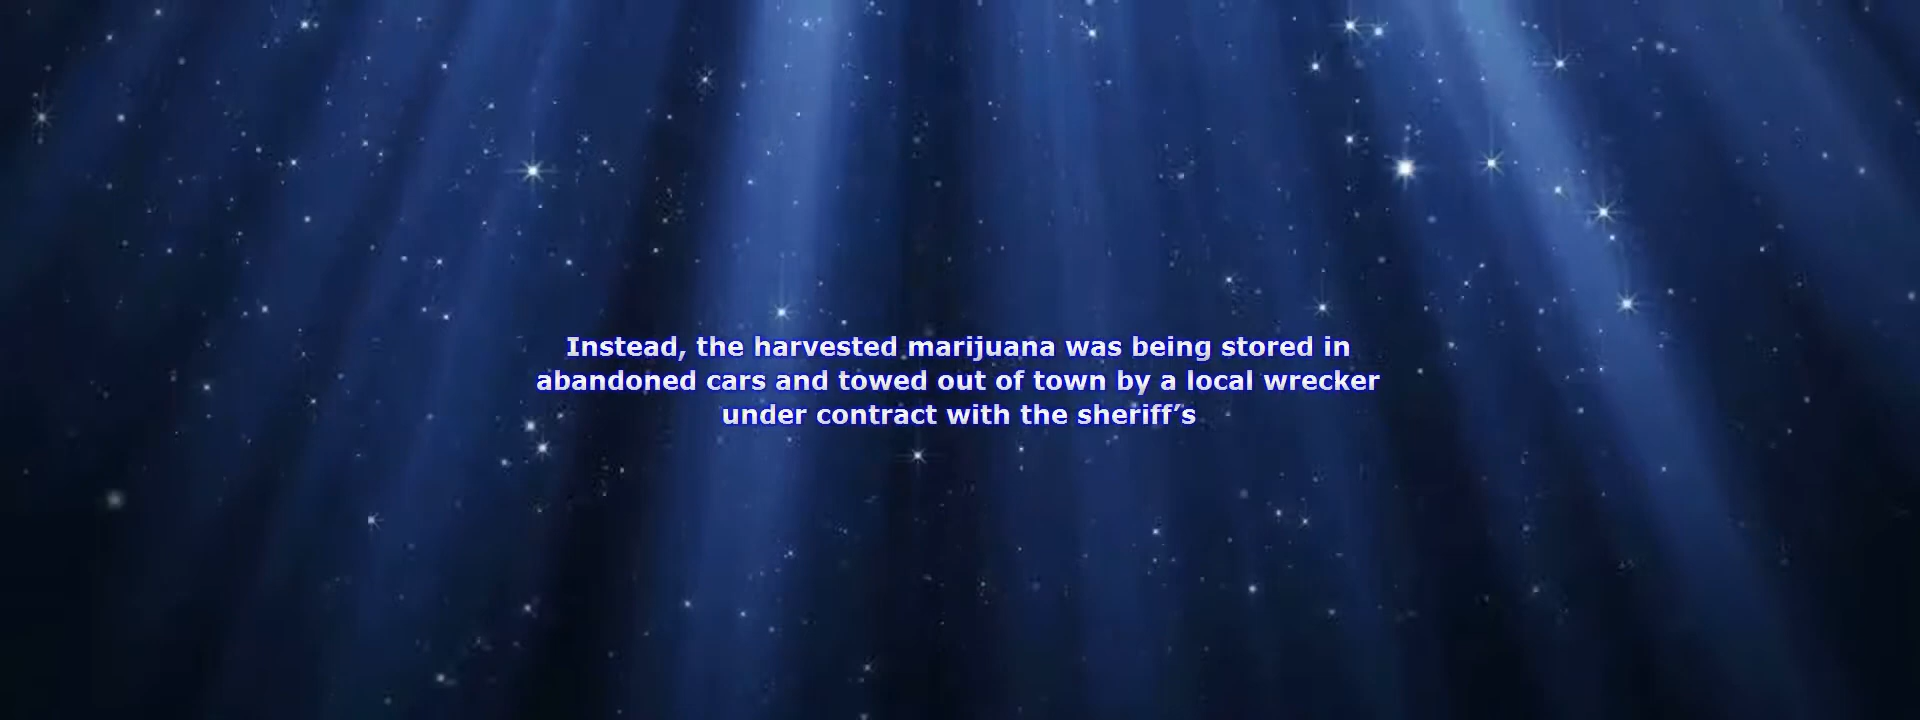 Instead, the harvested marijuana was being stored in
abandoned cars and towed out of town by a local wrecker
under contract with the sheriff’s